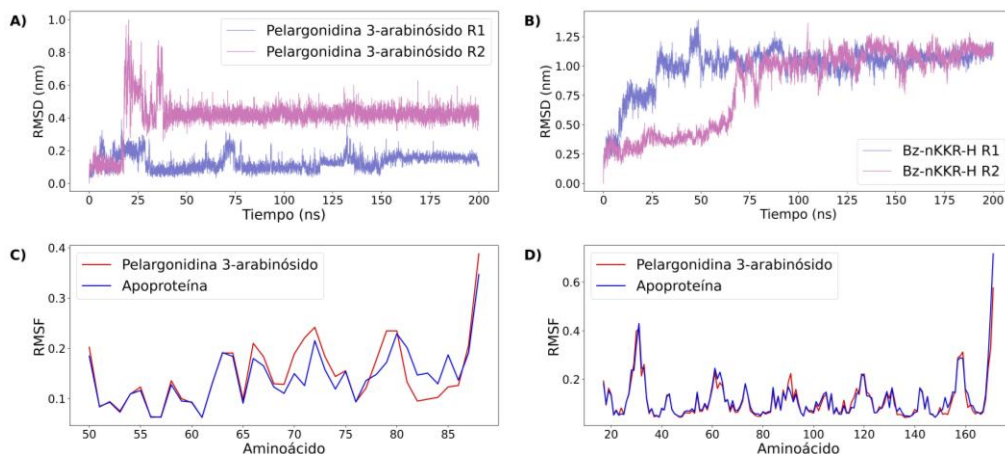 A)
RMSD (nm)
1.0
0.8
0.6
0.4
0.2
0.0
Pelargonidina 3-arabinósido R1
Pelargonidina 3-arabinósido R2
0 25 50 75 100 125 150 175 200
Tiempo (ns)
B)
RMSD (nm)
1.25
1.00
0.75
0.50
0.25
0.00
Bz-nKKR-H R1
Bz-nKKR-H R2
0 25 50 75 100 125 150 175 200
Tiempo (ns)
C)
RMSF
0.4
0.3
0.2
0.1
Pelargonidina 3-arabinósido
Apoproteína
50 55 60 65 70 75 80 85
Aminoácido
D)
RMSF
0.6
0.4
0.2
Pelargonidina 3-arabinósido
Apoproteína
20 40 60 80 100 120 140 160
Aminoácido